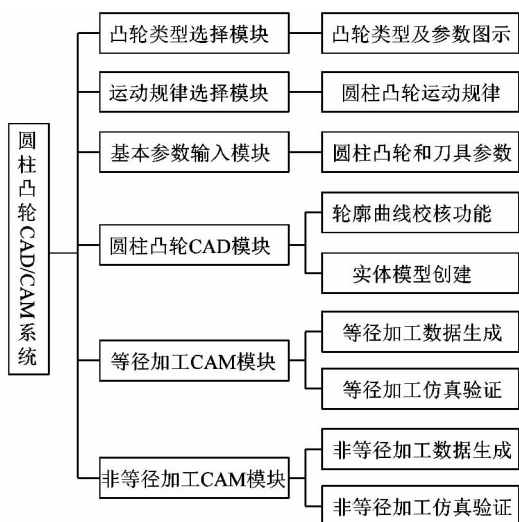 圆柱凸轮CAD/CAM系统
凸轮类型选择模块
凸轮类型及参数图示
运动规律选择模块
圆柱凸轮运动规律
基本参数输入模块
圆柱凸轮和刀具参数
圆柱凸轮CAD模块
轮廓曲线校核功能
实体模型创建
等径加工CAM模块
等径加工数据生成
等径加工仿真验证
非等径加工CAM模块
非等径加工数据生成
非等径加工仿真验证